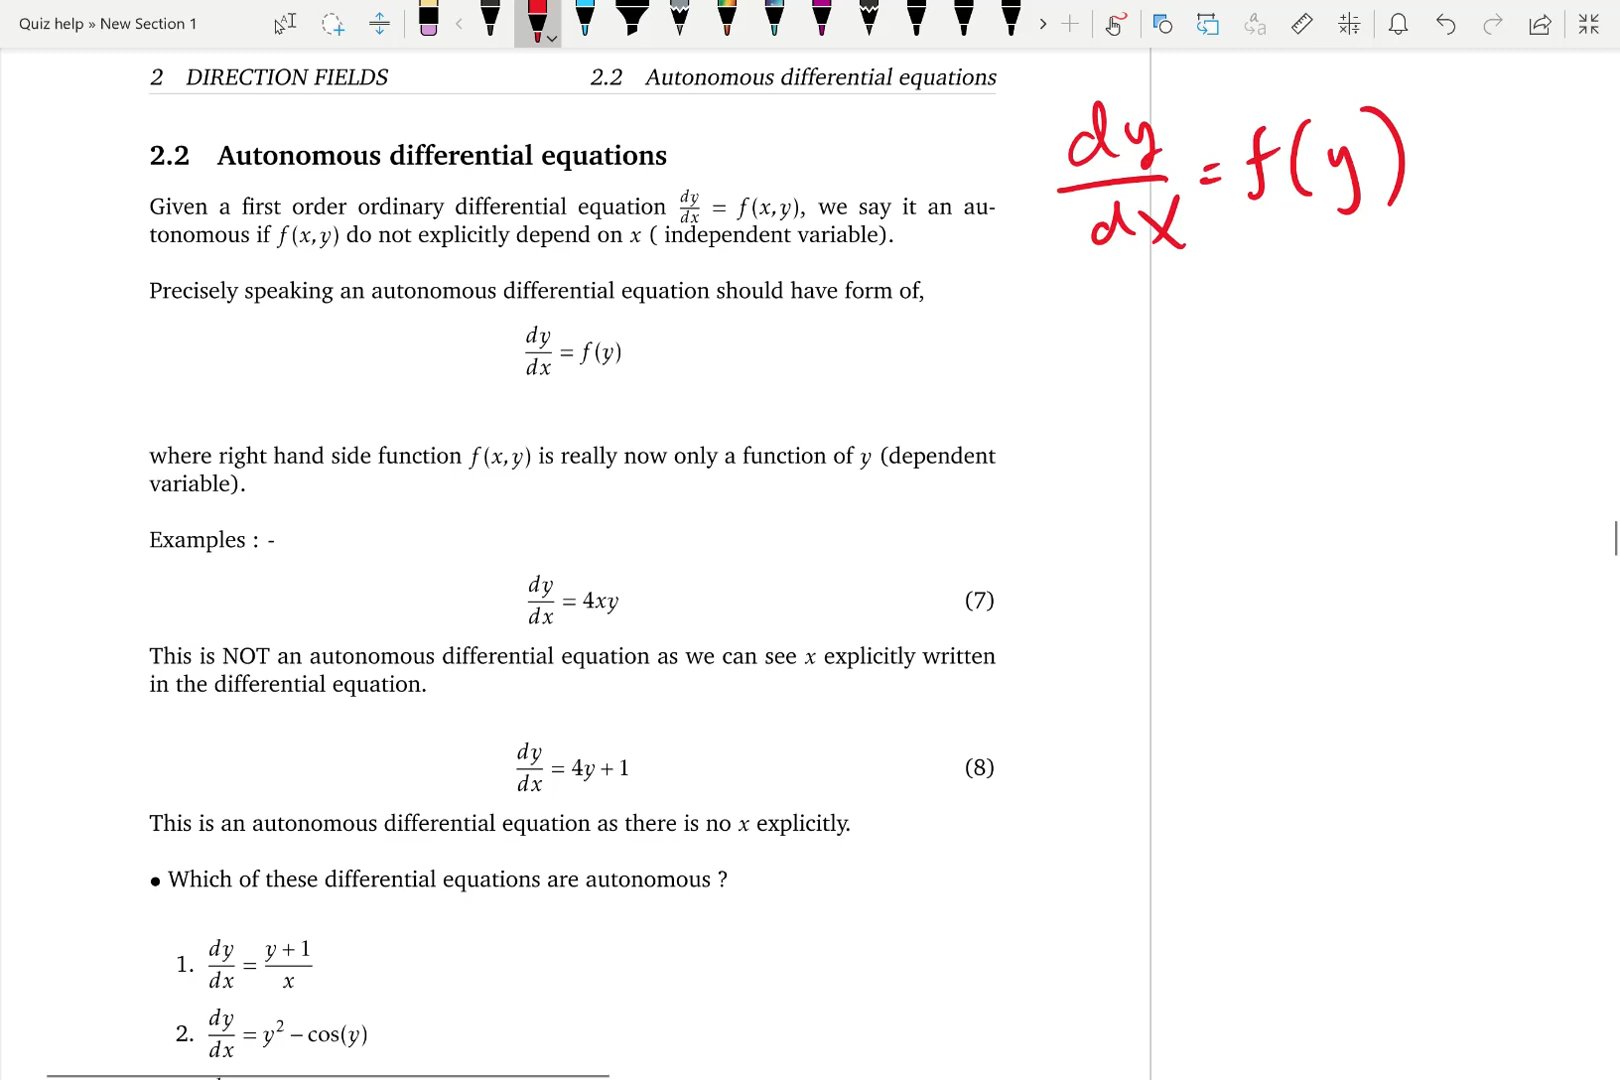 Quiz help » New Section 1
2 DIRECTION FIELDS 2.2 Autonomous differential equations
2.2 Autonomous differential equations
Given a first order ordinary differential equation dy/dx = f(x,y), we say it an au-
tonomous if f(x,y) do not explicitly depend on x ( independent variable).
Precisely speaking an autonomous differential equation should have form of,
dy/dx = f(y)
where right hand side function f(x,y) is really now only a function of y (dependent
variable).
Examples : -
dy/dx = 4xy (7)
This is NOT an autonomous differential equation as we can see x explicitly written
in the differential equation.
dy/dx = 4y + 1 (8)
This is an autonomous differential equation as there is no x explicitly.
• Which of these differential equations are autonomous ?
1. dy/dx = (y + 1)/x
2. dy/dx = y² − cos(y)
dy/dx = f(y)